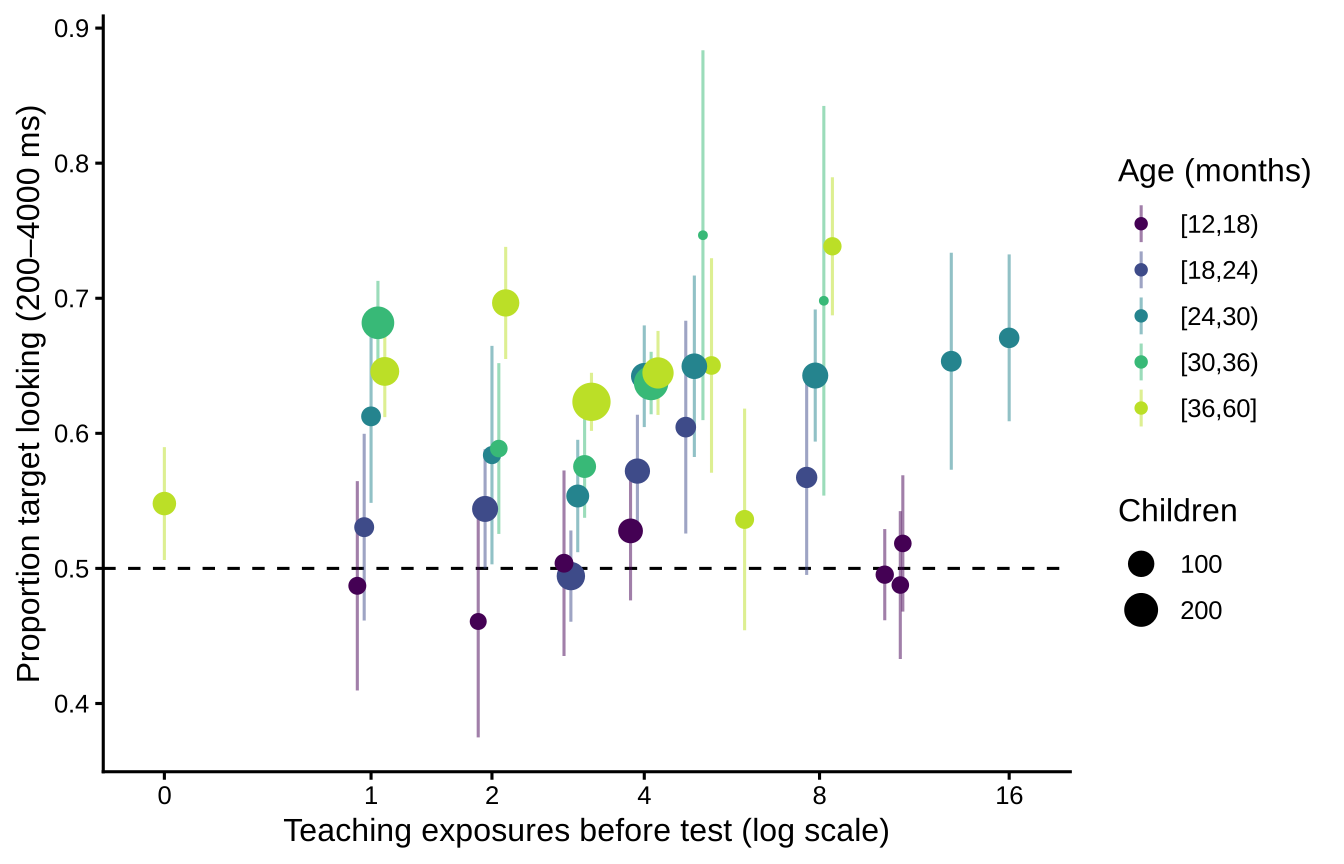 0.9
0.8
0.7
0.6
0.5
0.4
Proportion target looking (200–4000 ms)
0 1 2 4 8 16
Teaching exposures before test (log scale)
Age (months)
[12,18)
[18,24)
[24,30)
[30,36)
[36,60]
Children
100
200